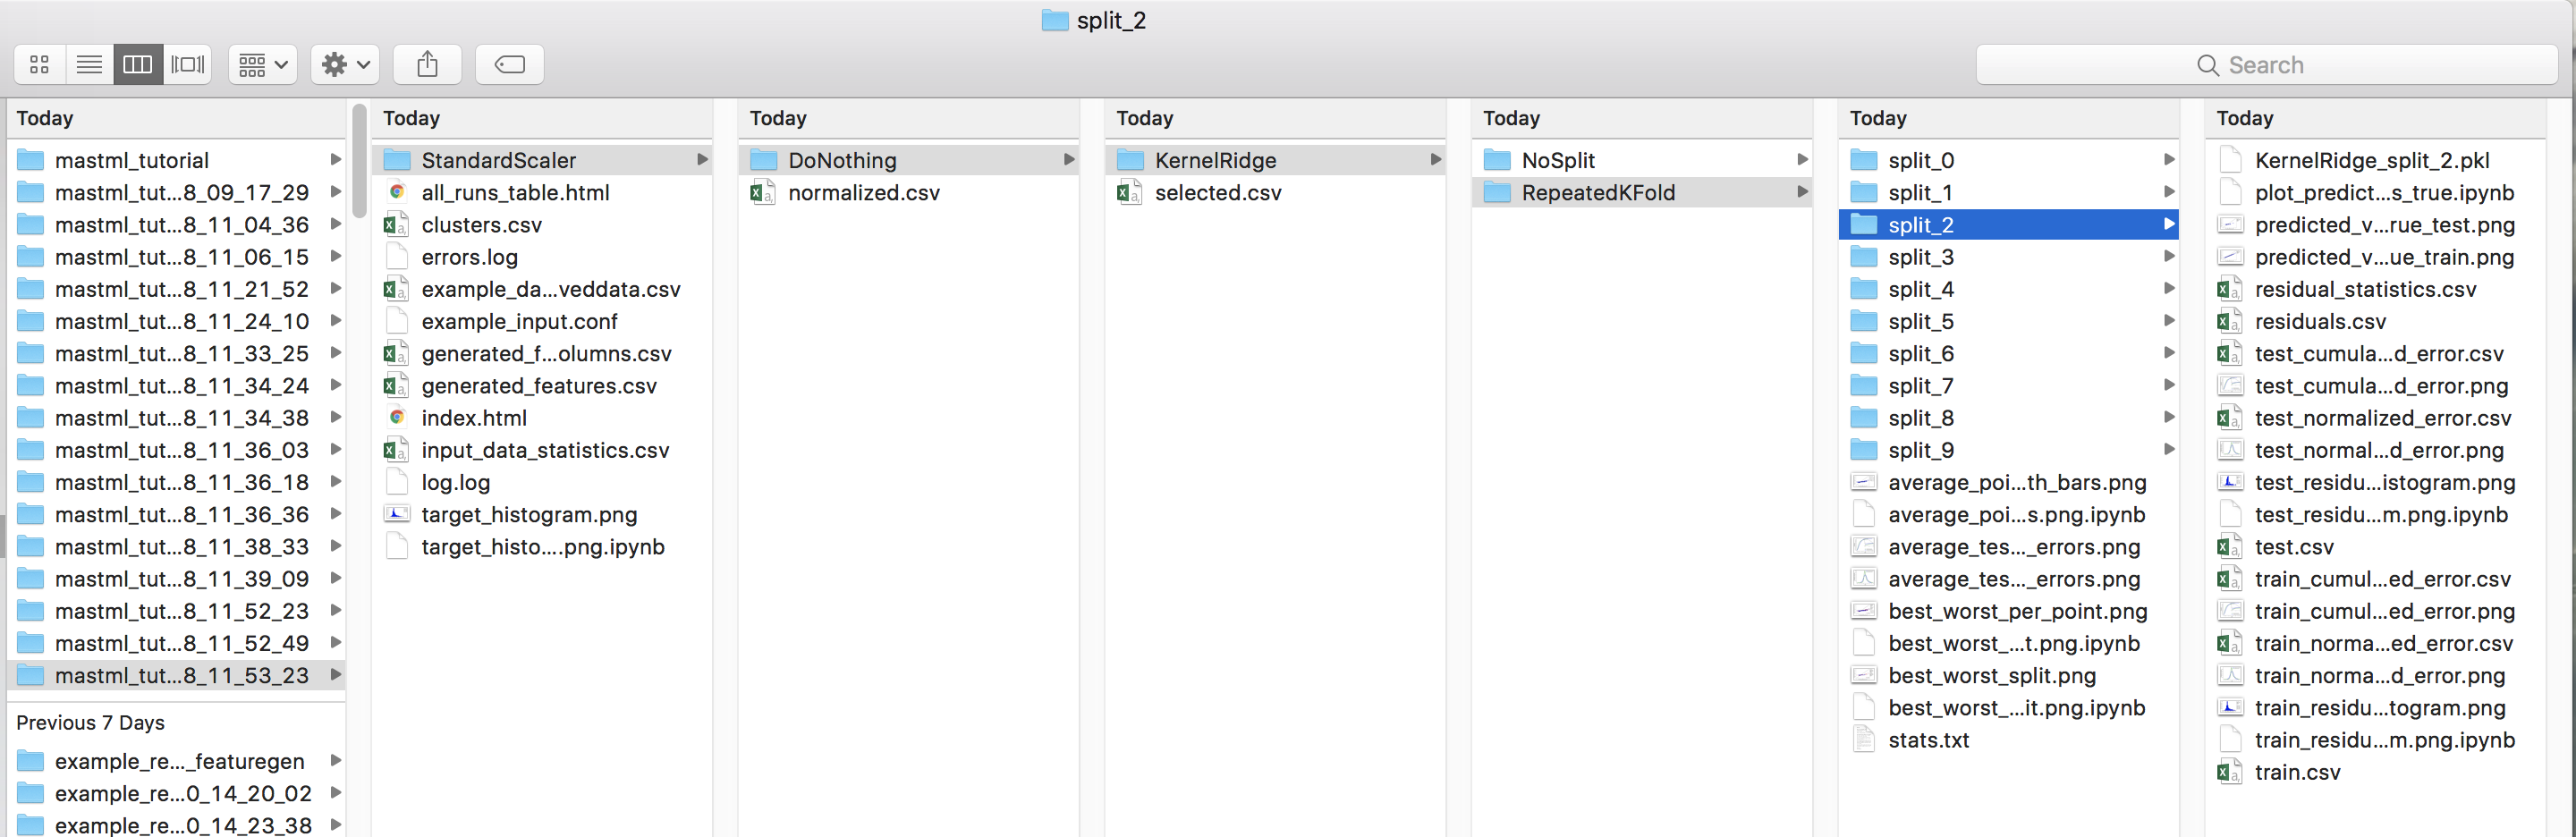 split_2
Search
Today
mastml_tutorial
mastml_tut...8_09_17_29
mastml_tut...8_11_04_36
mastml_tut...8_11_06_15
mastml_tut...8_11_21_52
mastml_tut...8_11_24_10
mastml_tut...8_11_33_25
mastml_tut...8_11_34_24
mastml_tut...8_11_34_38
mastml_tut...8_11_36_03
mastml_tut...8_11_36_18
mastml_tut...8_11_36_36
mastml_tut...8_11_38_33
mastml_tut...8_11_39_09
mastml_tut...8_11_52_23
mastml_tut...8_11_52_49
mastml_tut...8_11_53_23
Previous 7 Days
example_re..._featuregen
example_re...0_14_20_02
example_re...0_14_23_38
Today
StandardScaler
all_runs_table.html
clusters.csv
errors.log
example_da...veddata.csv
example_input.conf
generated_f...olumns.csv
generated_features.csv
index.html
input_data_statistics.csv
log.log
target_histogram.png
target_histo....png.ipynb
Today
DoNothing
normalized.csv
Today
KernelRidge
selected.csv
Today
NoSplit
RepeatedKFold
Today
split_0
split_1
split_2
split_3
split_4
split_5
split_6
split_7
split_8
split_9
average_poi...th_bars.png
average_poi...s.png.ipynb
average_tes..._errors.png
average_tes..._errors.png
best_worst_per_point.png
best_worst_...t.png.ipynb
best_worst_split.png
best_worst_...it.png.ipynb
stats.txt
Today
KernelRidge_split_2.pkl
plot_predict...s_true.ipynb
predicted_v...rue_test.png
predicted_v...ue_train.png
residual_statistics.csv
residuals.csv
test_cumula...d_error.csv
test_cumula...d_error.png
test_normalized_error.csv
test_normal...d_error.png
test_residu...istogram.png
test_residu...m.png.ipynb
test.csv
train_cumul...ed_error.csv
train_cumul...ed_error.png
train_norma...ed_error.csv
train_norma...d_error.png
train_residu...togram.png
train_residu...m.png.ipynb
train.csv